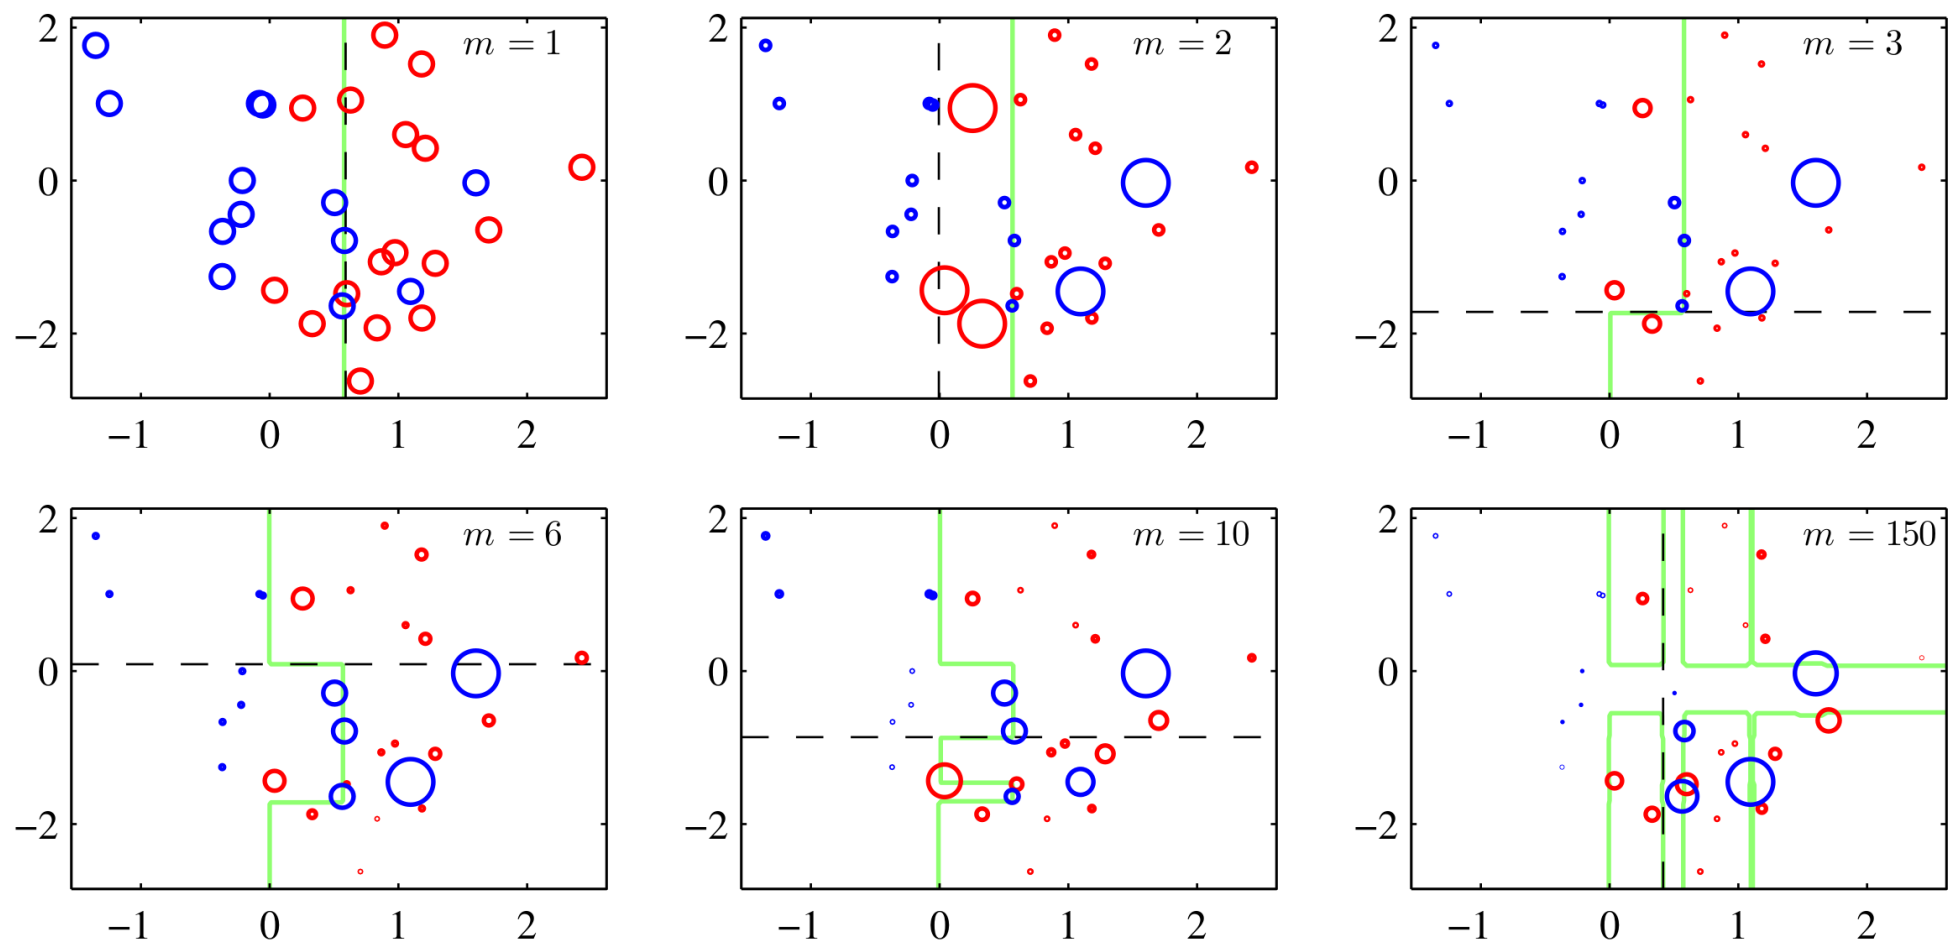 2 m = 1 2 m = 2 2 m = 3
0 0 0
−2 −2 −2
−1 0 1 2 −1 0 1 2 −1 0 1 2
2 m = 6 2 m = 10 2 m = 150
0 0 0
−2 −2 −2
−1 0 1 2 −1 0 1 2 −1 0 1 2